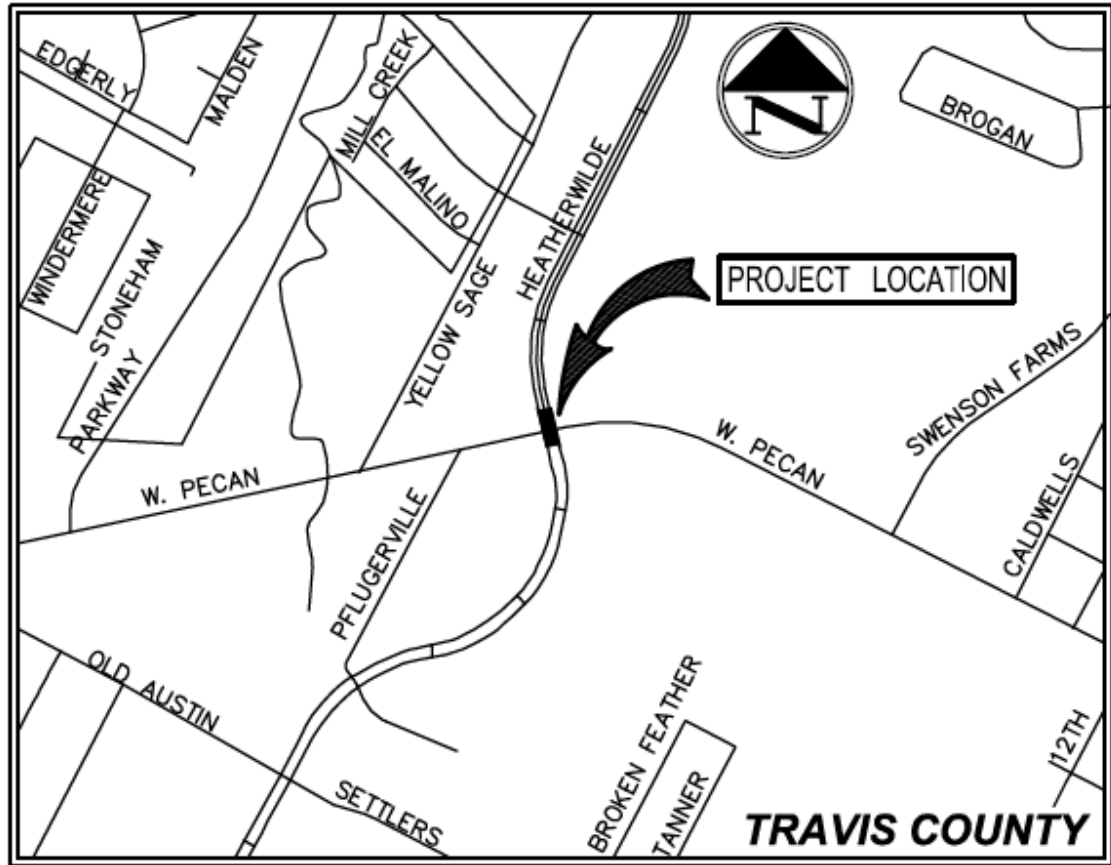 EDGERLY
MALDEN
MILL CREEK
EL MALINO
HEATHERWILDE
N
BROGAN
WINDERMERE
STONEHAM
PARKWAY
YELLOW SAGE
PROJECT LOCATION
SWENSON FARMS
W. PECAN
W. PECAN
CALDWELLS
PFLUGERVILLE
OLD AUSTIN
SETTLERS
BROKEN FEATHER
TANNER
12TH
TRAVIS COUNTY